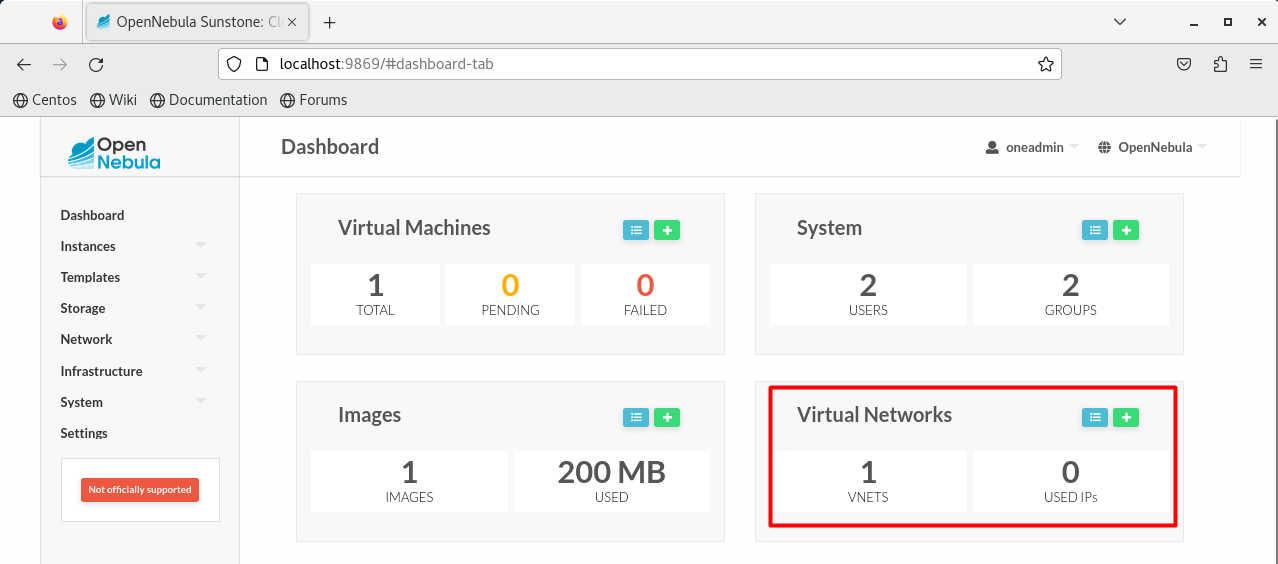 OpenNebula Sunstone: Cl
localhost:9869/#dashboard-tab
Centos Wiki Documentation Forums
Open
Nebula
Dashboard
oneadmin OpenNebula
Dashboard
Instances
Templates
Storage
Network
Infrastructure
System
Settings
Not officially supported
Virtual Machines
1 0 0
TOTAL PENDING FAILED
System
2 2
USERS GROUPS
Images
1 200 MB
IMAGES USED
Virtual Networks
1 0
VNETS USED IPs